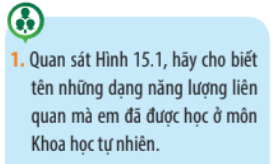 1. Quan sát Hình 15.1, hãy cho biết
tên những dạng năng lượng liên
quan mà em đã được học ở môn
Khoa học tự nhiên.